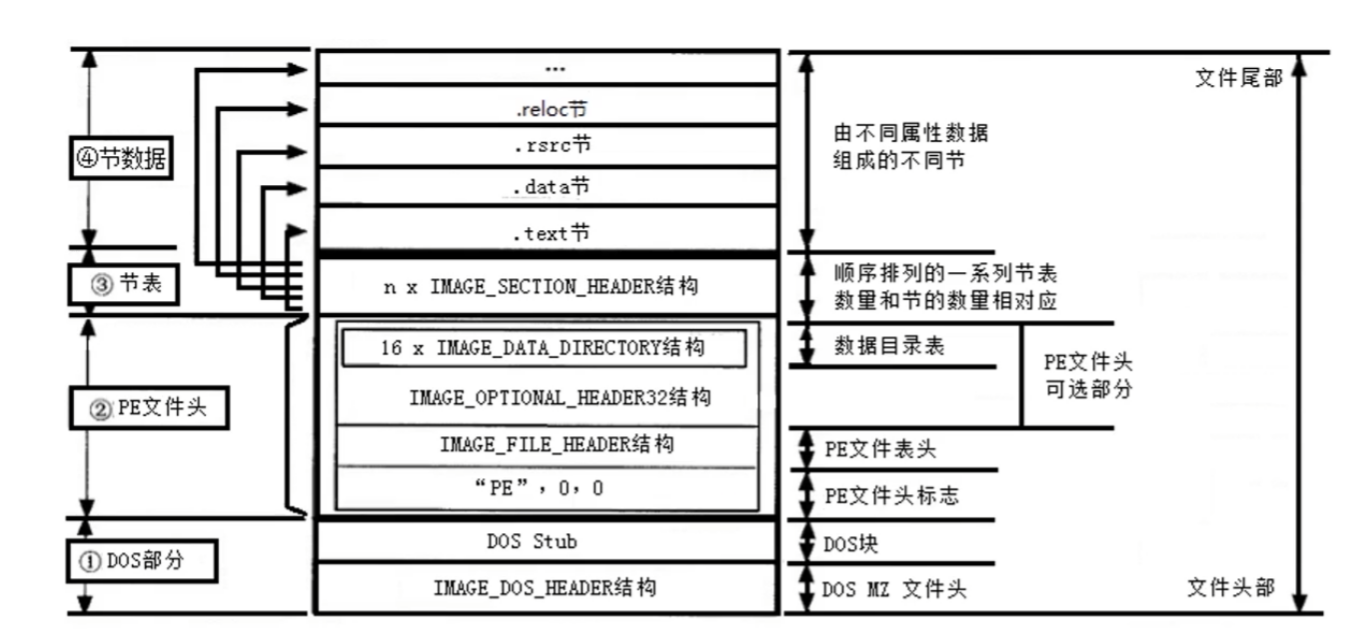 文件尾部
...
.reloc节
.rsrc节
.data节
.text节
④节数据
由不同属性数据
组成的不同节
③节表
n x IMAGE_SECTION_HEADER结构
顺序排列的一系列节表
数量和节的数量相对应
②PE文件头
16 x IMAGE_DATA_DIRECTORY结构
数据目录表
PE文件头
可选部分
IMAGE_OPTIONAL_HEADER32结构
IMAGE_FILE_HEADER结构
PE文件表头
“PE”,0,0
PE文件头标志
①DOS部分
DOS Stub
DOS块
IMAGE_DOS_HEADER结构
DOS MZ 文件头
文件头部